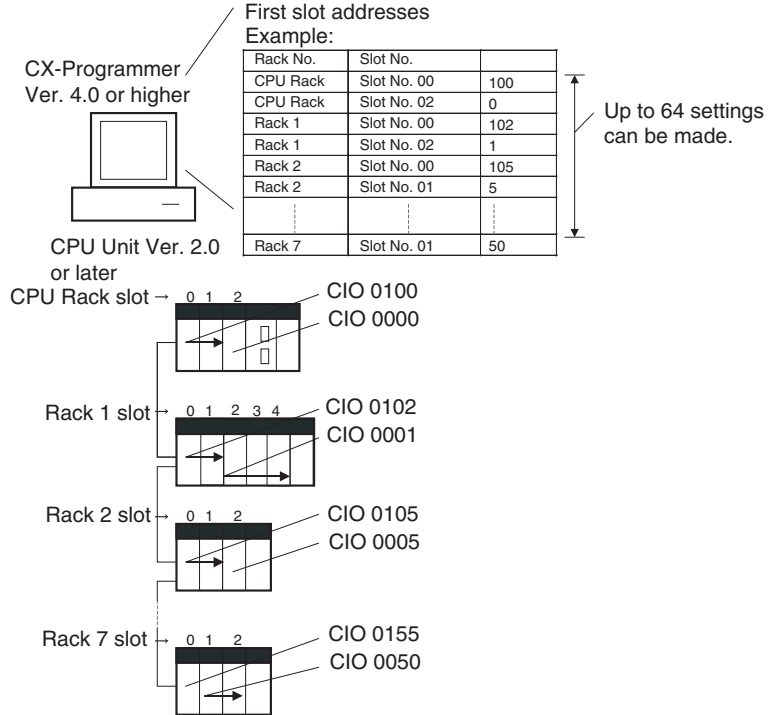 First slot addresses
Example:
CX-Programmer
Ver. 4.0 or higher
Rack No. Slot No.
CPU Rack Slot No. 00 100
CPU Rack Slot No. 02 0
Rack 1 Slot No. 00 102
Rack 1 Slot No. 02 1
Rack 2 Slot No. 00 105
Rack 2 Slot No. 01 5
Rack 7 Slot No. 01 50
Up to 64 settings
can be made.
CPU Unit Ver. 2.0
or later
CPU Rack slot → 0 1 2
CIO 0100
CIO 0000
Rack 1 slot → 0 1 2 3 4
CIO 0102
CIO 0001
Rack 2 slot → 0 1 2
CIO 0105
CIO 0005
Rack 7 slot → 0 1 2
CIO 0155
CIO 0050